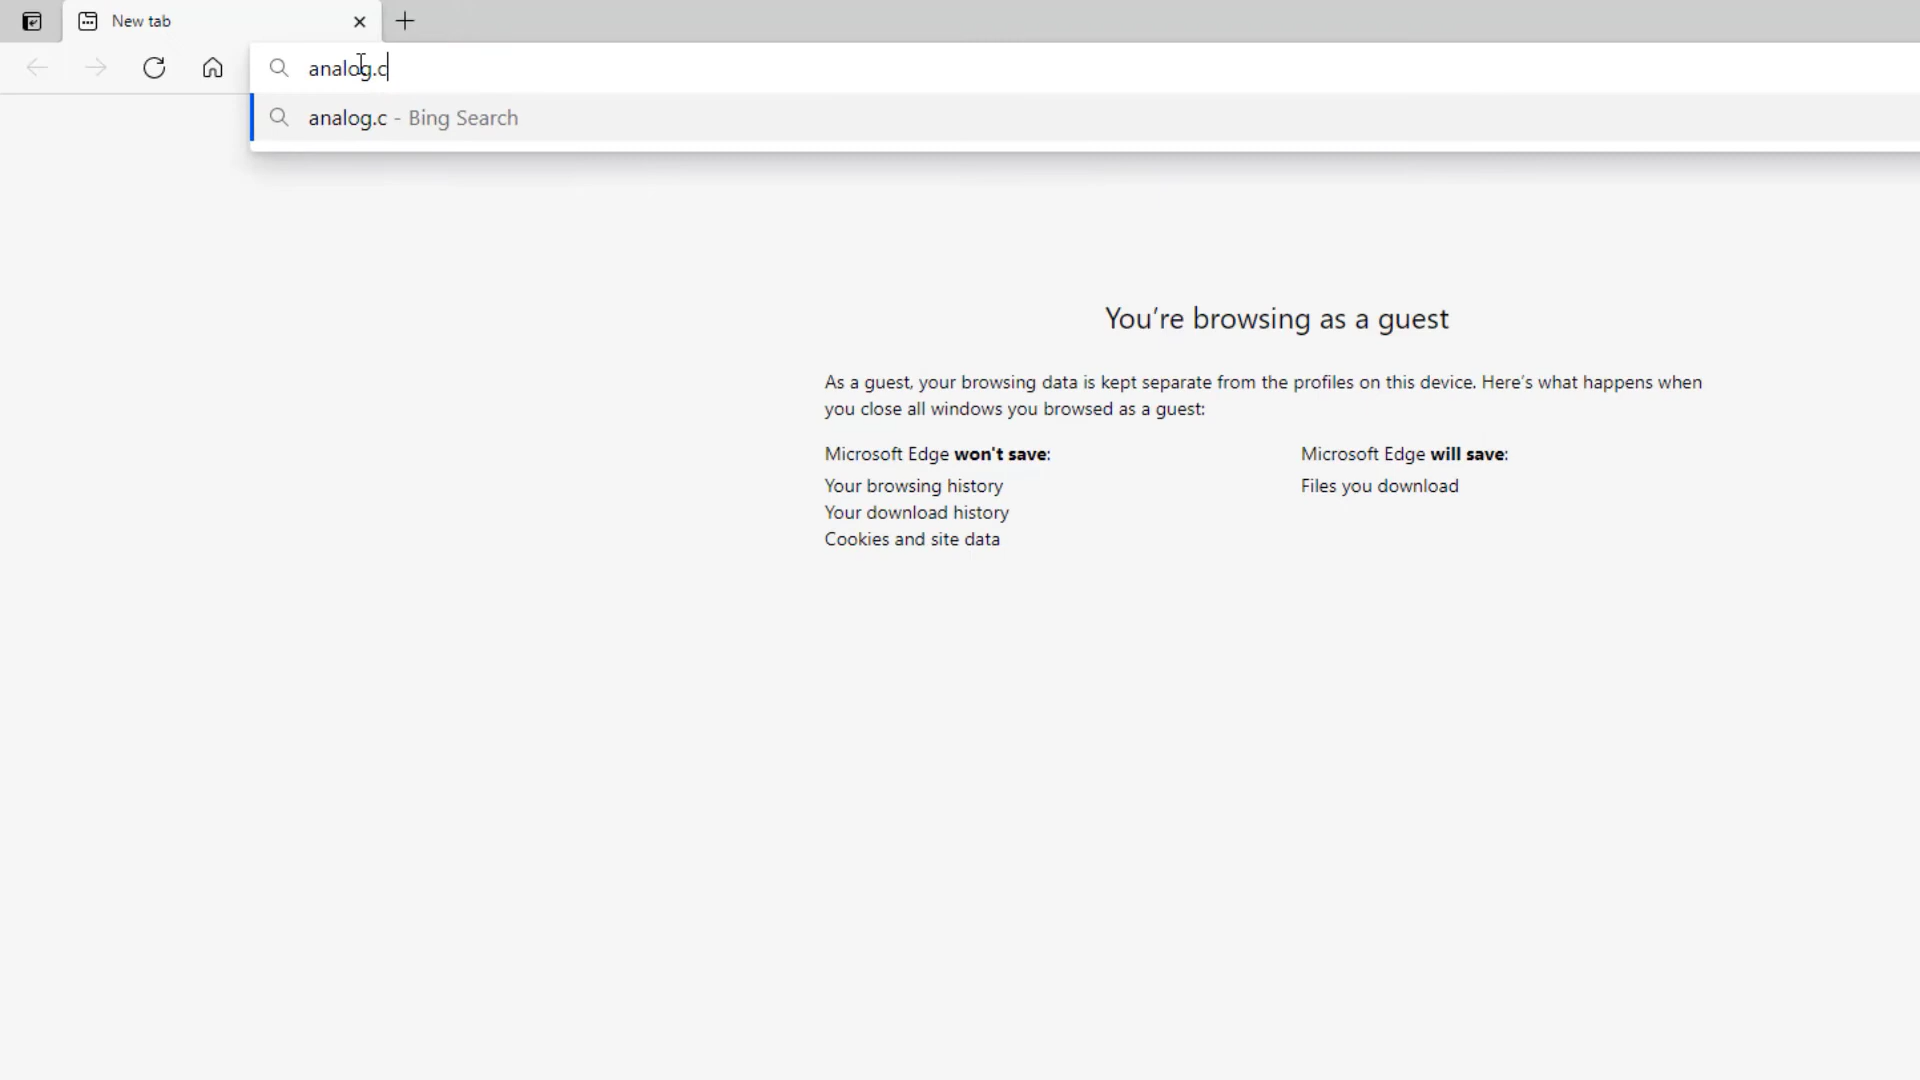 New tab
analog.c
analog.c - Bing Search
You're browsing as a guest
As a guest, your browsing data is kept separate from the profiles on this device. Here's what happens when
you close all windows you browsed as a guest:
Microsoft Edge won't save:
Your browsing history
Your download history
Cookies and site data
Microsoft Edge will save:
Files you download